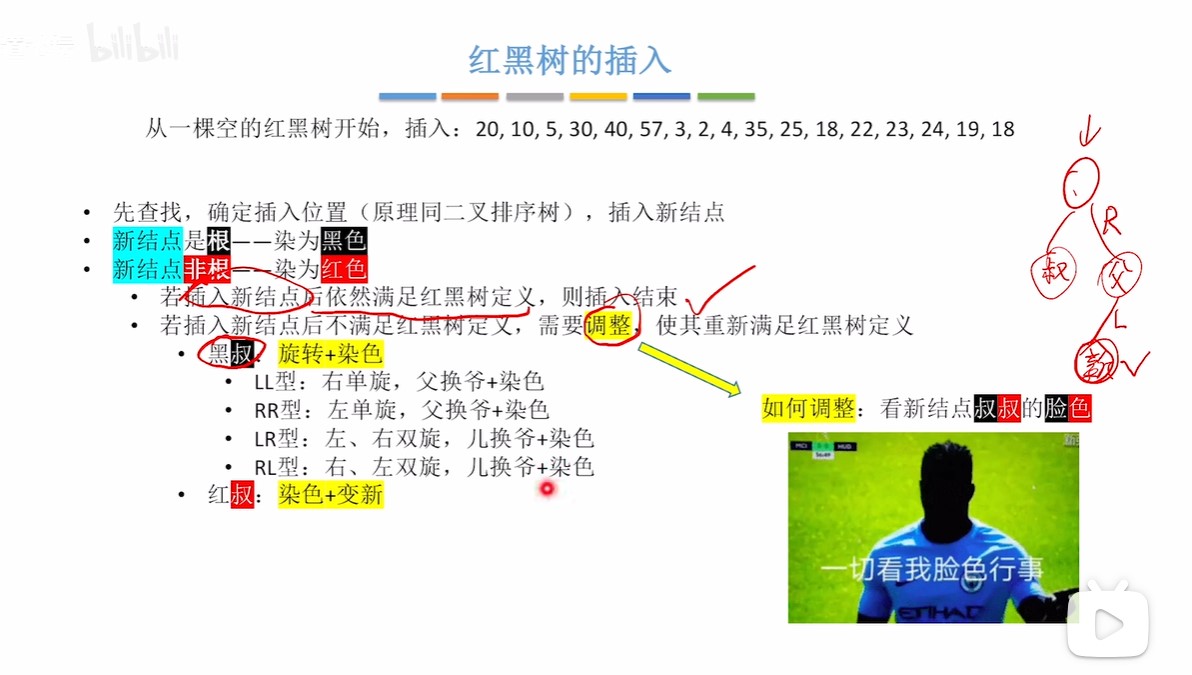 bilibili
红黑树的插入
从一棵空的红黑树开始，插入：20, 10, 5, 30, 40, 57, 3, 2, 4, 35, 25, 18, 22, 23, 24, 19, 18
• 先查找，确定插入位置（原理同二叉排序树），插入新结点
• 新结点是根——染为黑色
• 新结点非根——染为红色
• 若插入新结点后依然满足红黑树定义，则插入结束
• 若插入新结点后不满足红黑树定义，需要调整，使其重新满足红黑树定义
• 黑叔：旋转+染色
• LL型：右单旋，父换爷+染色
• RR型：左单旋，父换爷+染色
• LR型：左、右双旋，儿换爷+染色
• RL型：右、左双旋，儿换爷+染色
• 红叔：染色+变新
R
叔
父
L
如何调整：看新结点叔叔的脸色
MCI
HUD
一切看我脸色行事
ETIHAD